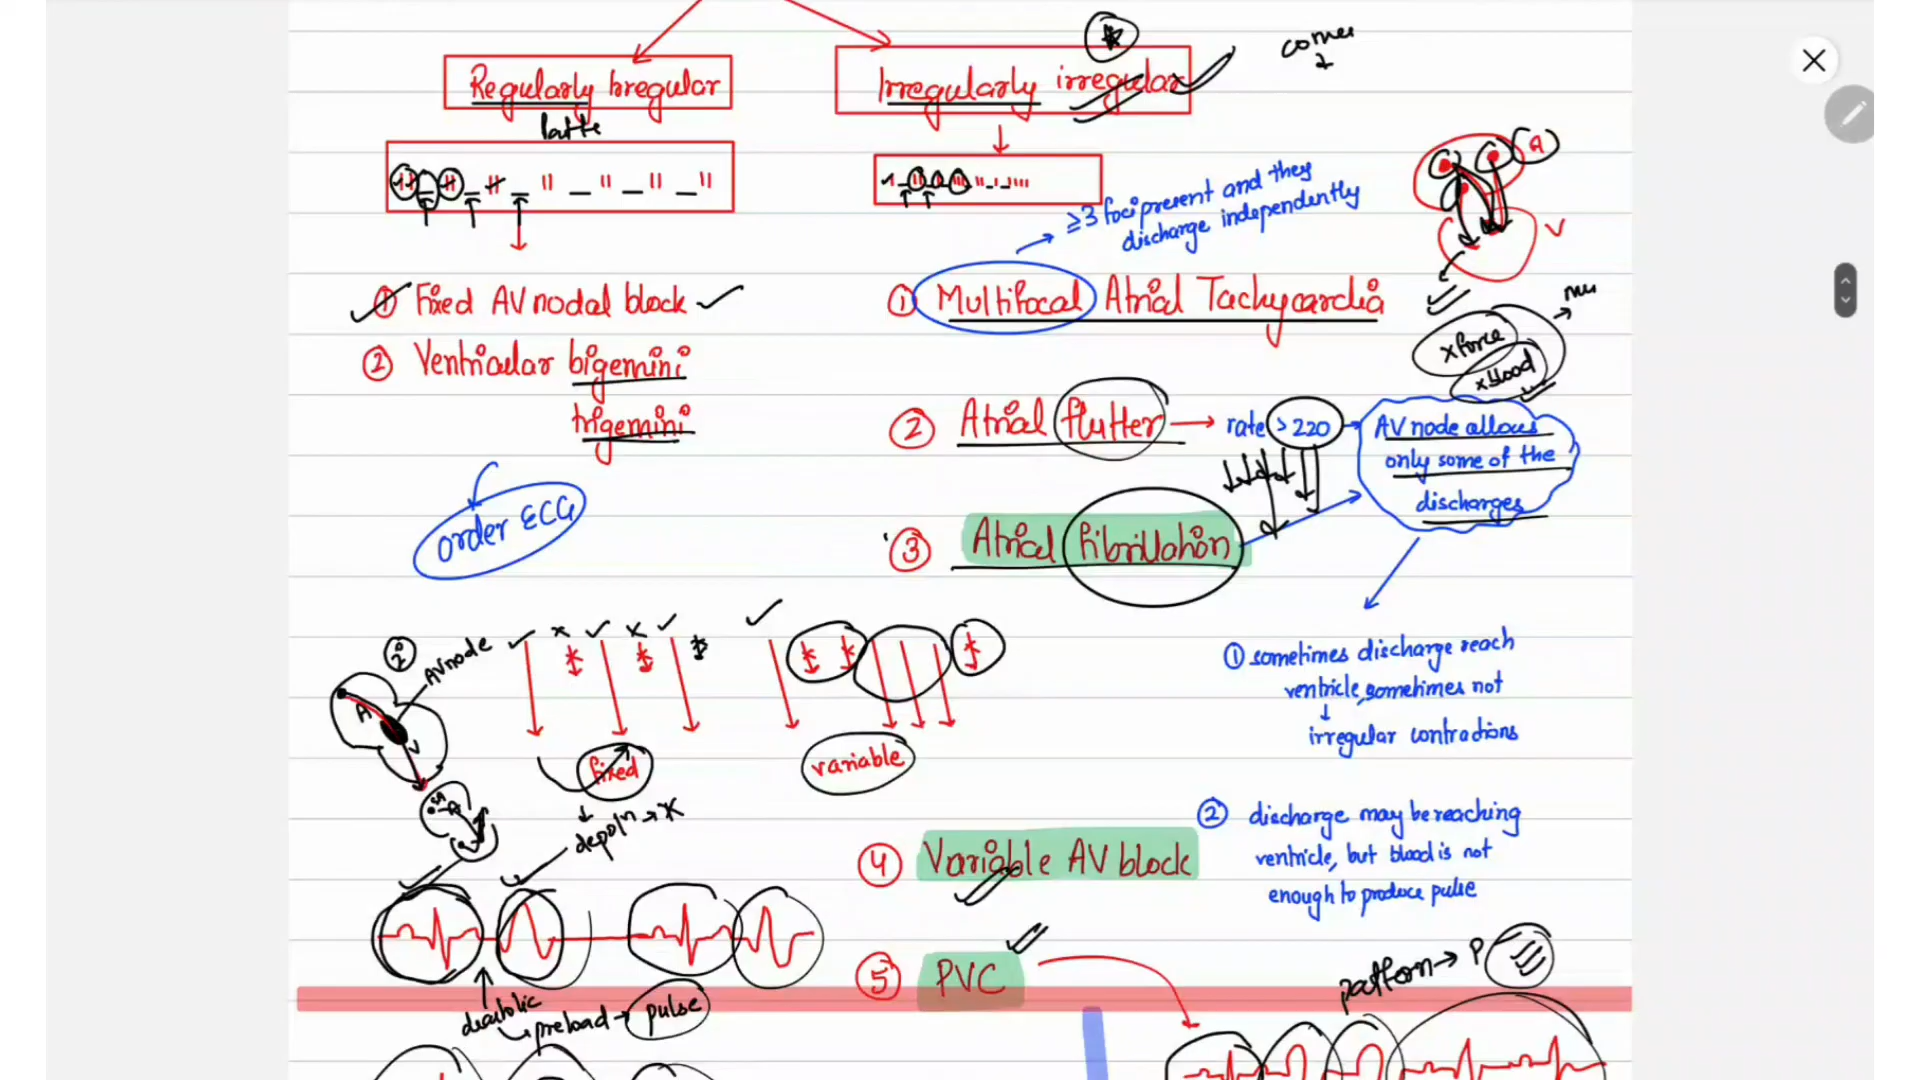 Regularly Irregular
latte
Irregularly irregular
① Fixed AV nodal block
② Ventricular bigemini
trigemini
order ECG
≥3 foci present and they
discharge independently
① Multifocal Atrial Tachycardia
A
V
xforce
xblood
② Atrial flutter → rate > 220
AV node allows
only some of the
discharges
③ Atrial fibrillation
① sometimes discharge reach
ventricle, sometimes not
irregular contractions
② discharge may be reaching
ventricle, but blood is not
enough to produce pulse
②
AV node
A
V
SA
fixed
depoln → x
variable
④ Variable AV block
⑤ PVC
pattern → P
diastolic
preload → pulse